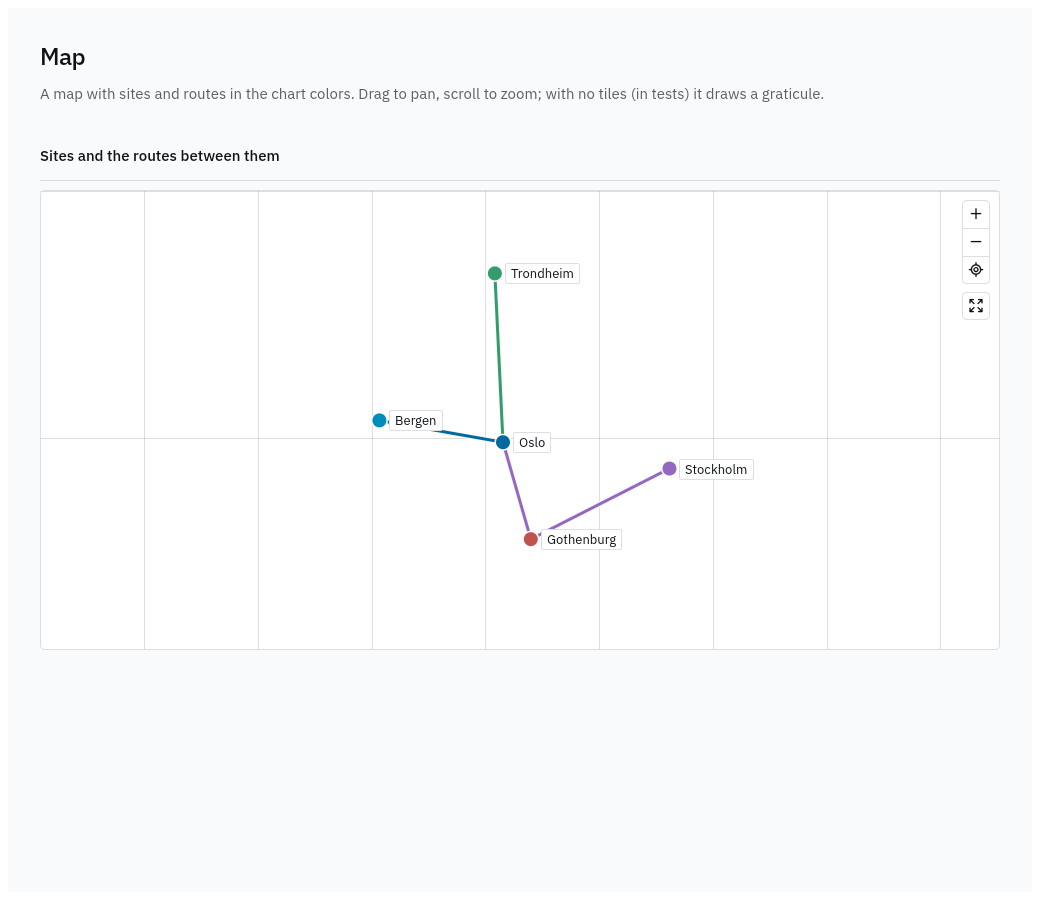 Map
A map with sites and routes in the chart colors. Drag to pan, scroll to zoom; with no tiles (in tests) it draws a graticule.
Sites and the routes between them
Trondheim
Bergen
Oslo
Stockholm
Gothenburg